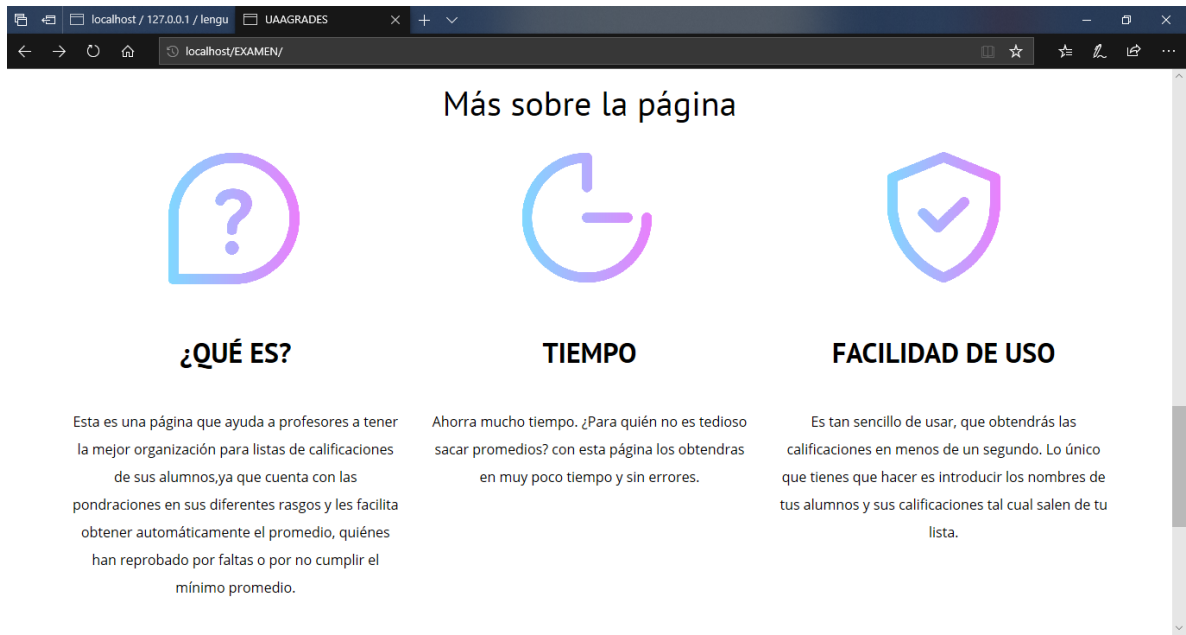 localhost / 127.0.0.1 / lengu
UAAGRADES
localhost/EXAMEN/
Más sobre la página
¿QUÉ ES?
Esta es una página que ayuda a profesores a tener
la mejor organización para listas de calificaciones
de sus alumnos,ya que cuenta con las
pondraciones en sus diferentes rasgos y les facilita
obtener automáticamente el promedio, quiénes
han reprobado por faltas o por no cumplir el
mínimo promedio.
TIEMPO
Ahorra mucho tiempo. ¿Para quién no es tedioso
sacar promedios? con esta página los obtendras
en muy poco tiempo y sin errores.
FACILIDAD DE USO
Es tan sencillo de usar, que obtendrás las
calificaciones en menos de un segundo. Lo único
que tienes que hacer es introducir los nombres de
tus alumnos y sus calificaciones tal cual salen de tu
lista.